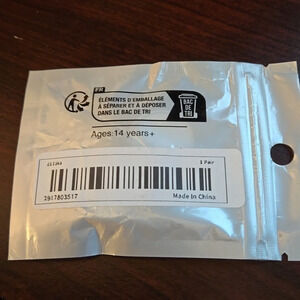 FR
ÉLÉMENTS D'EMBALLAGE
À SÉPARER ET À DÉPOSER
DANS LE BAC DE TRI
BAC
DE
TRI
Ages:14 years+
1 Pair
2917803517
Made In China